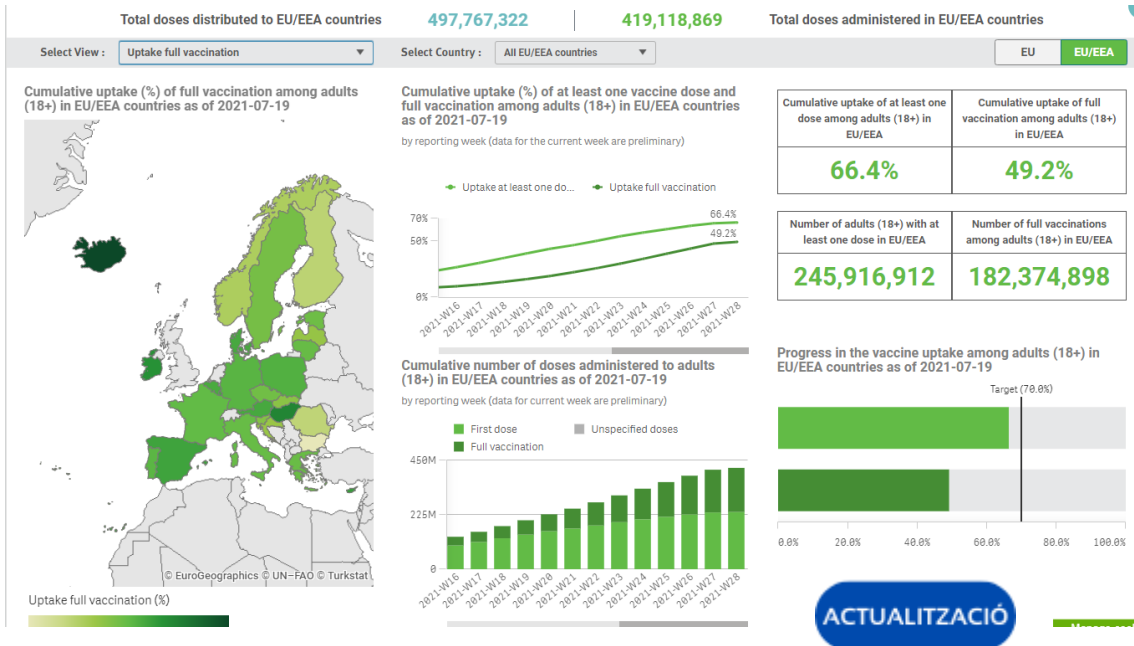 Total doses distributed to EU/EEA countries 497,767,322 419,118,869 Total doses administered in EU/EEA countries
Select View : Uptake full vaccination Select Country : All EU/EEA countries EU EU/EEA
Cumulative uptake (%) of full vaccination among adults
(18+) in EU/EEA countries as of 2021-07-19
© EuroGeographics © UN-FAO © Turkstat
Uptake full vaccination (%)
Cumulative uptake (%) of at least one vaccine dose and
full vaccination among adults (18+) in EU/EEA countries
as of 2021-07-19
by reporting week (data for the current week are preliminary)
Uptake at least one do... Uptake full vaccination
70%
50%
0%
66.4%
49.2%
2021-W16 2021-W17 2021-W18 2021-W19 2021-W20 2021-W21 2021-W22 2021-W23 2021-W24 2021-W25 2021-W26 2021-W27 2021-W28
Cumulative number of doses administered to adults
(18+) in EU/EEA countries as of 2021-07-19
by reporting week (data for current week are preliminary)
First dose Unspecified doses
Full vaccination
450M
225M
0
2021-W16 2021-W17 2021-W18 2021-W19 2021-W20 2021-W21 2021-W22 2021-W23 2021-W24 2021-W25 2021-W26 2021-W27 2021-W28
Cumulative uptake of at least one
dose among adults (18+) in
EU/EEA
66.4%
Cumulative uptake of full
vaccination among adults (18+)
in EU/EEA
49.2%
Number of adults (18+) with at
least one dose in EU/EEA
245,916,912
Number of full vaccinations
among adults (18+) in EU/EEA
182,374,898
Progress in the vaccine uptake among adults (18+) in
EU/EEA countries as of 2021-07-19
Target (70.0%)
0.0% 20.0% 40.0% 60.0% 80.0% 100.0%
ACTUALITZACIÓ